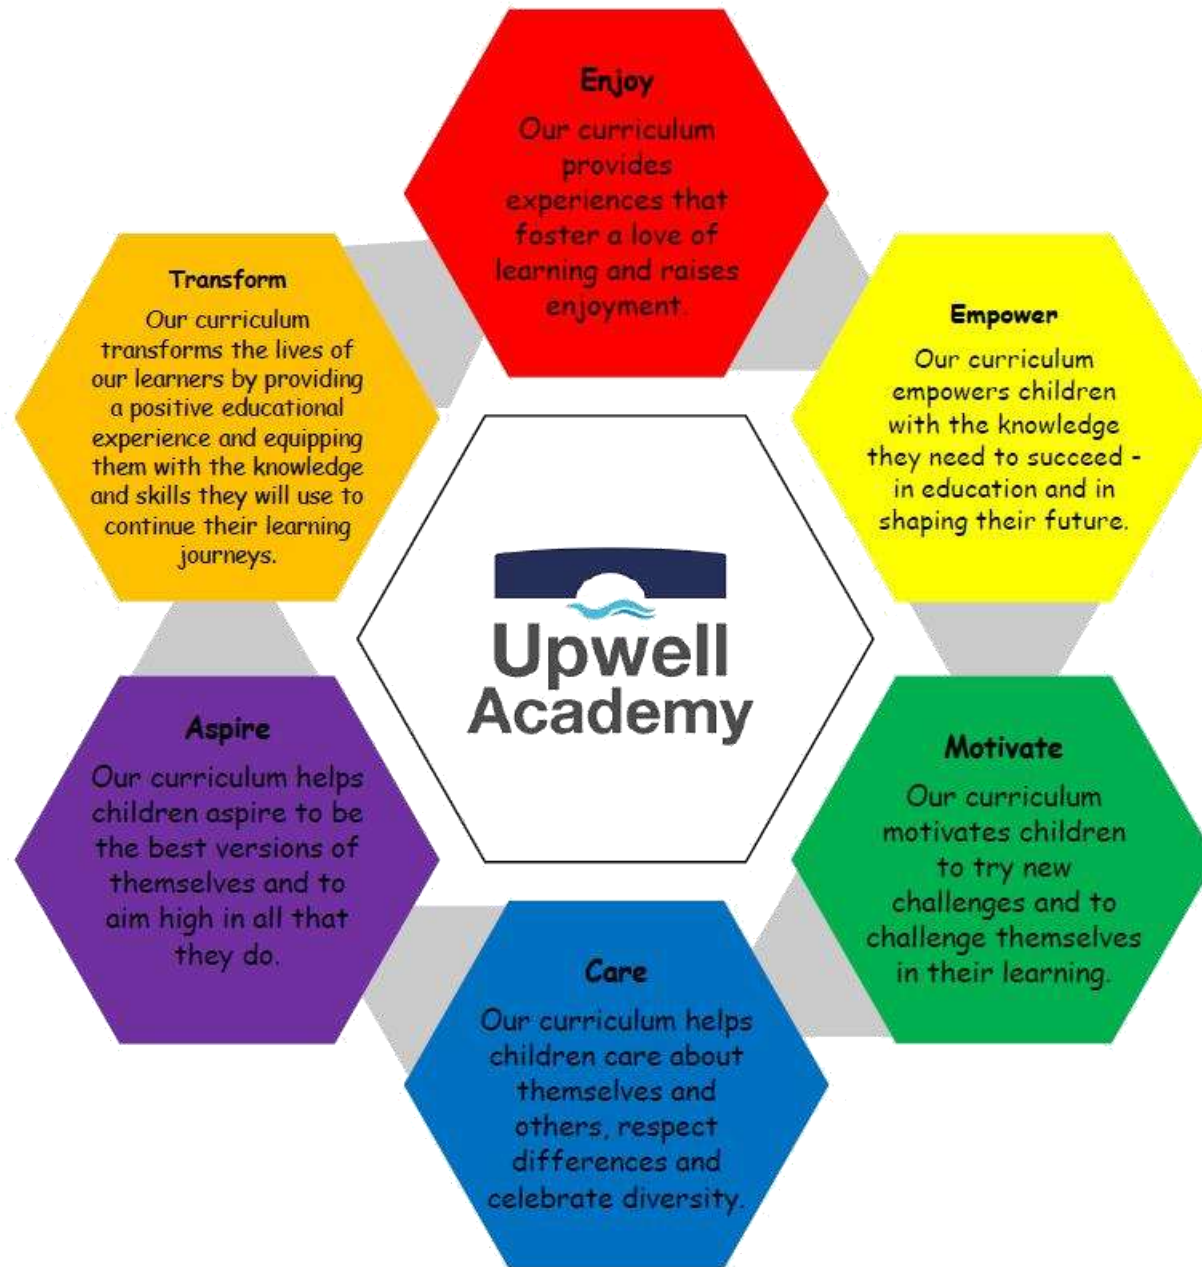 Enjoy
Our curriculum
provides
experiences that
foster a love of
learning and raises
enjoyment.
Transform
Our curriculum
transforms the lives of
our learners by providing
a positive educational
experience and equipping
them with the knowledge
and skills they will use to
continue their learning
journeys.
Empower
Our curriculum
empowers children
with the knowledge
they need to succeed -
in education and in
shaping their future.
Upwell
Academy
Aspire
Our curriculum helps
children aspire to be
the best versions of
themselves and to
aim high in all that
they do.
Motivate
Our curriculum
motivates children
to try new
challenges and to
challenge themselves
in their learning.
Care
Our curriculum helps
children care about
themselves and
others, respect
differences and
celebrate diversity.